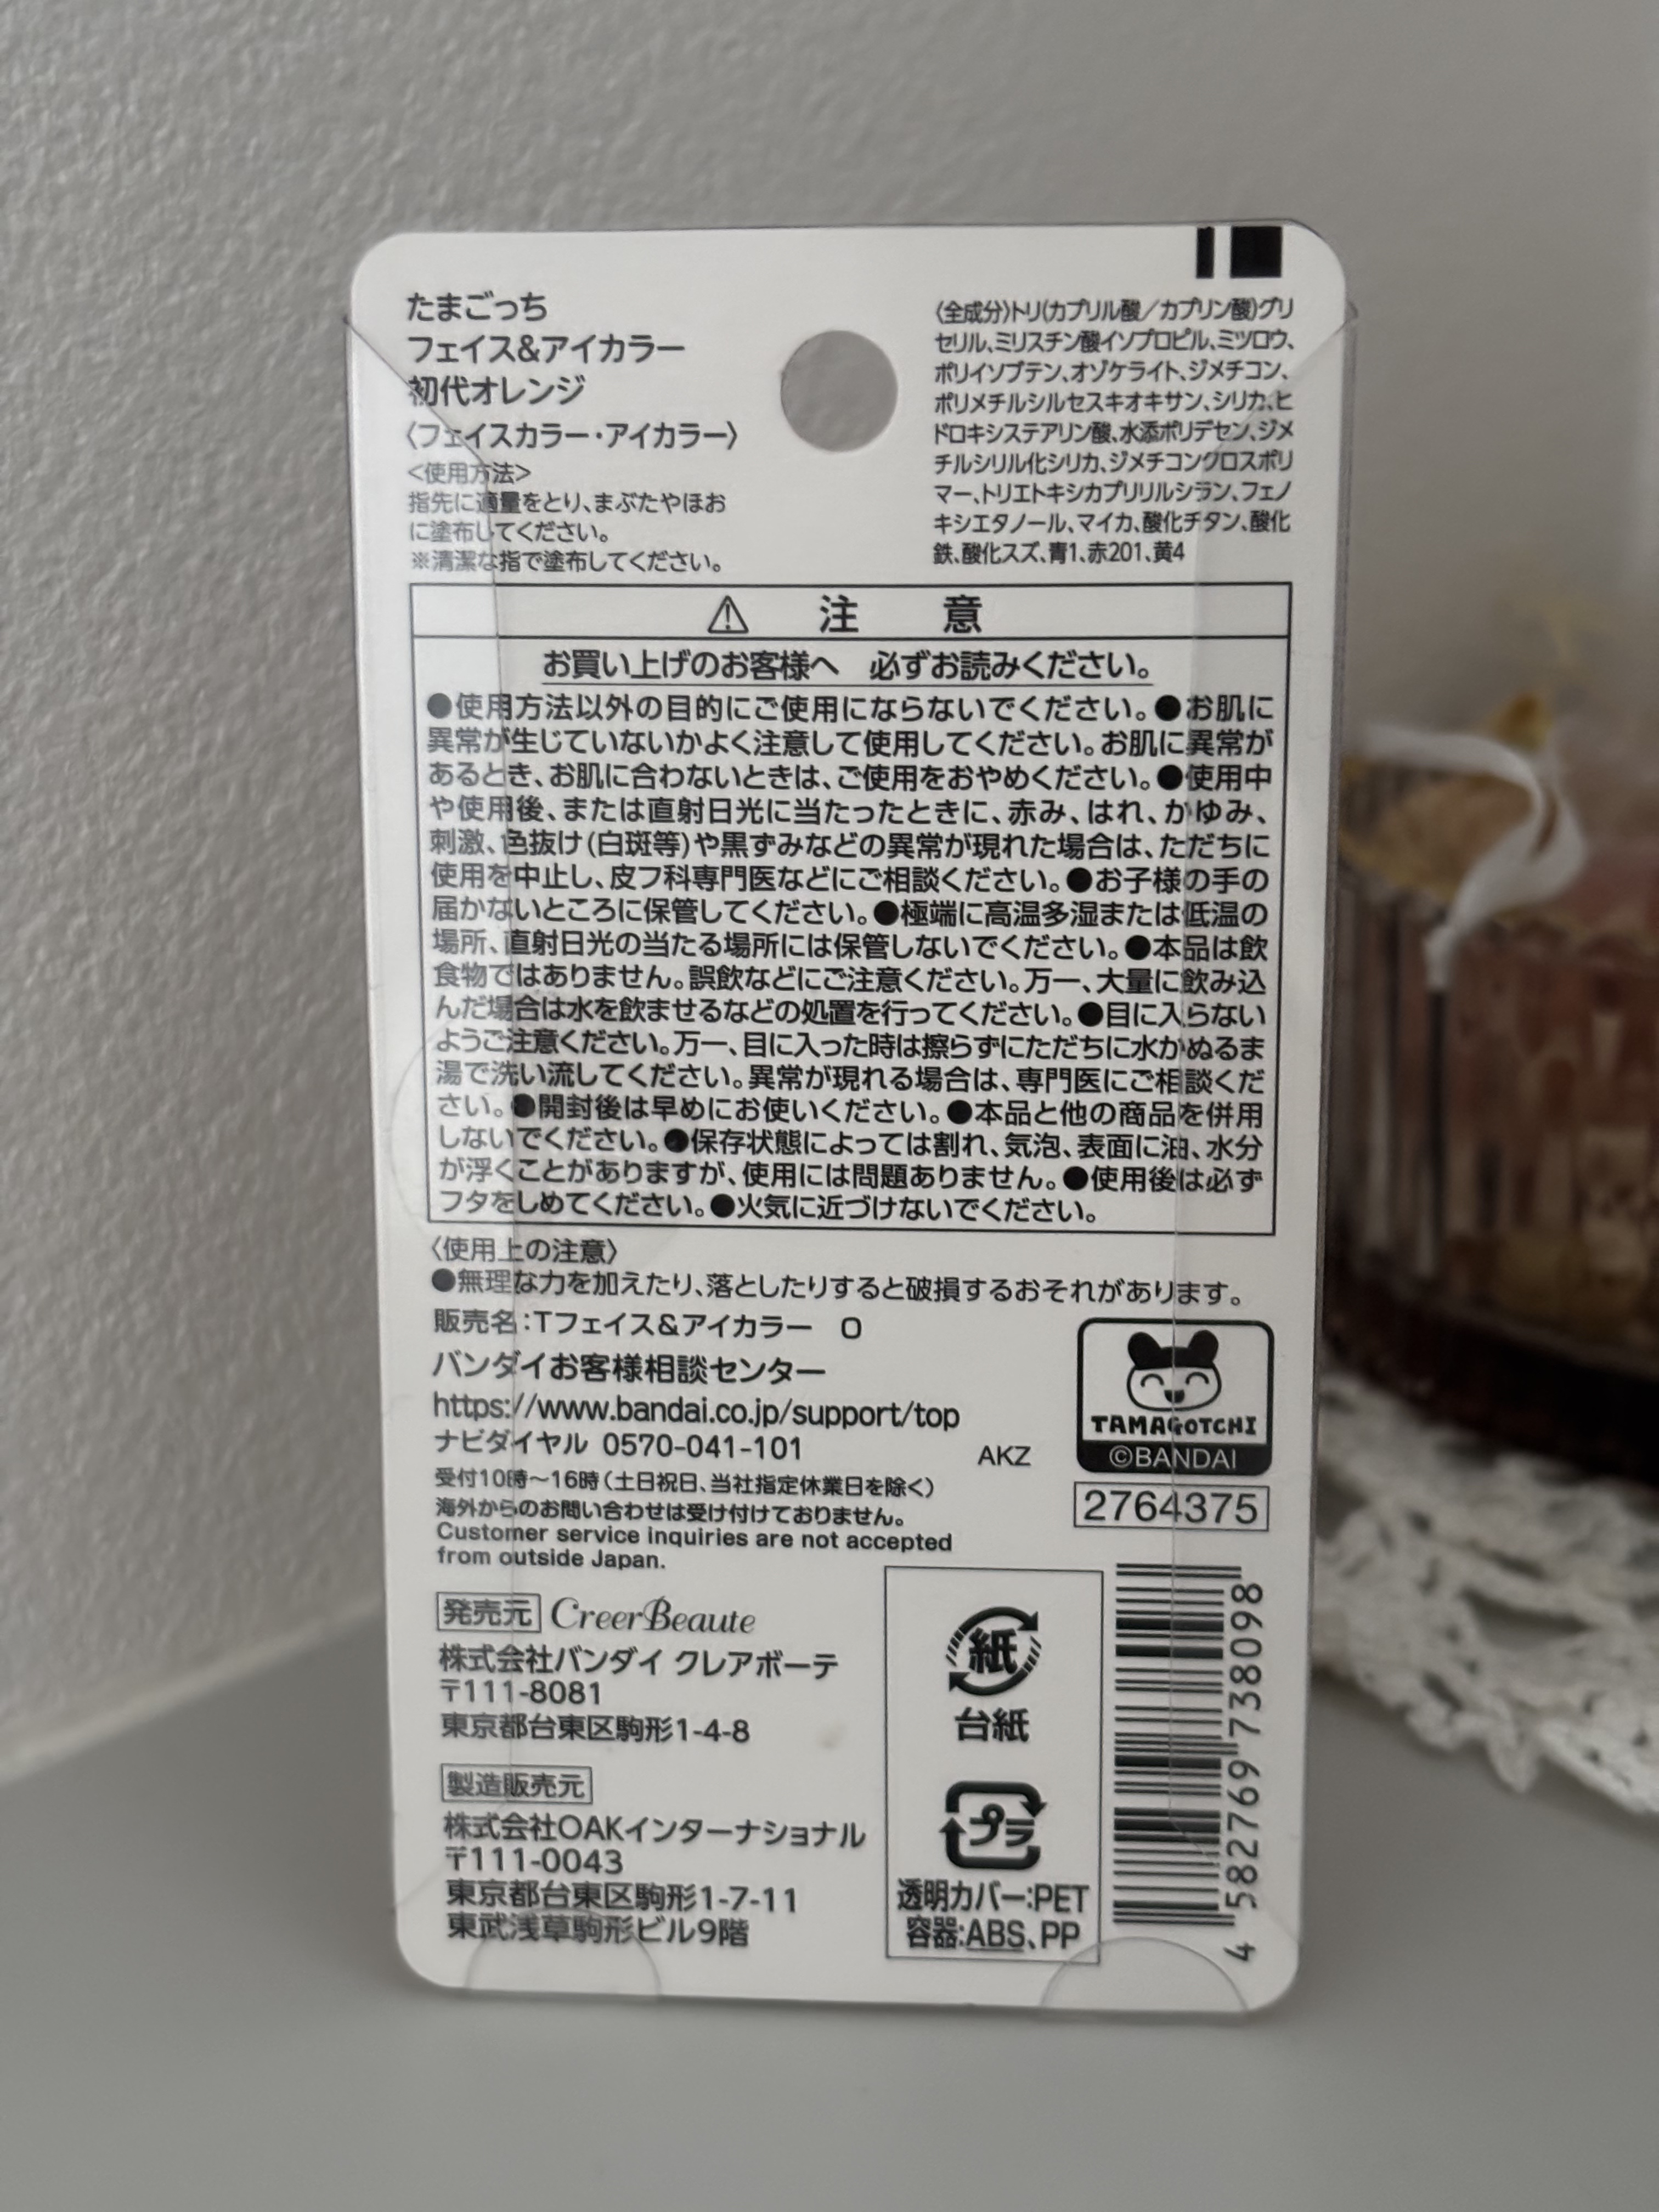 たまごっち
フェイス&アイカラー
初代オレンジ
〈フェイスカラー・アイカラー〉
<使用方法>
指先に適量をとり、まぶたやほお
に塗布してください。
※清潔な指で塗布してください。
〈全成分〉トリ(カプリル酸／カプリン酸)グリ
セリル、ミリスチン酸イソプロピル、ミツロウ、
ポリイソブテン、オゾケライト、ジメチコン、
ポリメチルシルセスキオキサン、シリカ、ヒ
ドロキシステアリン酸、水添ポリデセン、ジメ
チルシリル化シリカ、ジメチコンクロスポリ
マー、トリエトキシカプリリルシラン、フェノ
キシエタノール、マイカ、酸化チタン、酸化
鉄、酸化スズ、青1、赤201、黄4
⚠ 注 意
お買い上げのお客様へ 必ずお読みください。
●使用方法以外の目的にご使用にならないでください。●お肌に
異常が生じていないかよく注意して使用してください。お肌に異常が
あるとき、お肌に合わないときは、ご使用をおやめください。●使用中
や使用後、または直射日光に当たったときに、赤み、はれ、かゆみ、
刺激、色抜け(白斑等)や黒ずみなどの異常が現れた場合は、ただちに
使用を中止し、皮フ科専門医などにご相談ください。●お子様の手の
届かないところに保管してください。●極端に高温多湿または低温の
場所、直射日光の当たる場所には保管しないでください。●本品は飲
食物ではありません。誤飲などにご注意ください。万一、大量に飲み込
んだ場合は水を飲ませるなどの処置を行ってください。●目に入らない
ようご注意ください。万一、目に入った時は擦らずにただちに水かぬるま
湯で洗い流してください。異常が現れる場合は、専門医にご相談くだ
さい。●開封後は早めにお使いください。●本品と他の商品を併用
しないでください。●保存状態によっては割れ、気泡、表面に油、水分
が浮くことがありますが、使用には問題ありません。●使用後は必ず
フタをしめてください。●火気に近づけないでください。
〈使用上の注意〉
●無理な力を加えたり、落としたりすると破損するおそれがあります。
販売名:Tフェイス&アイカラー O
バンダイお客様相談センター
https://www.bandai.co.jp/support/top
ナビダイヤル 0570-041-101
AKZ
受付10時～16時(土日祝日、当社指定休業日を除く)
海外からのお問い合わせは受け付けておりません。
Customer service inquiries are not accepted
from outside Japan.
TAMAGOTCHI
©BANDAI
2764375
発売元 CreerBeaute
株式会社バンダイ クレアボーテ
〒111-8081
東京都台東区駒形1-4-8
製造販売元
株式会社OAKインターナショナル
〒111-0043
東京都台東区駒形1-7-11
東武浅草駒形ビル9階
紙
台紙
プラ
透明カバー:PET
容器:ABS、PP
4 582769 738098